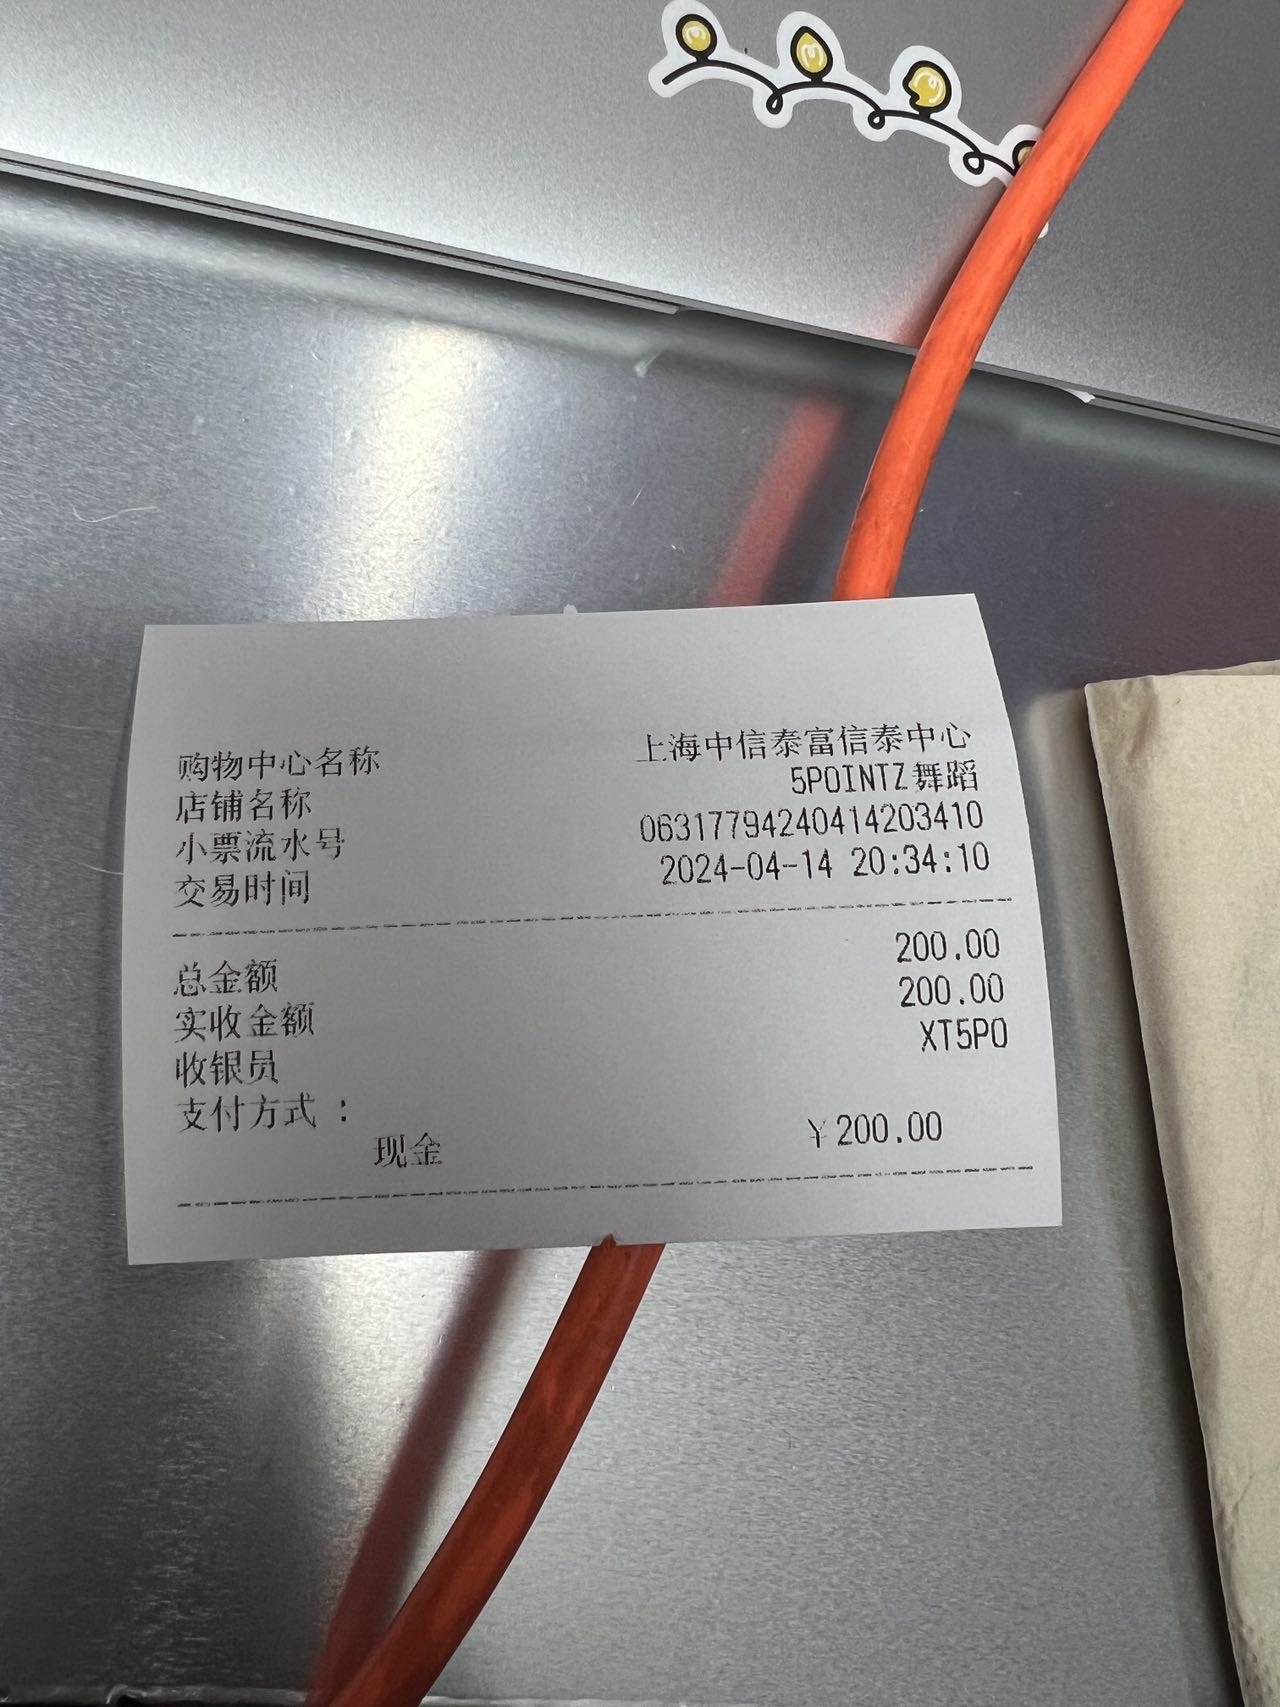 购物中心名称 上海中信泰富信泰中心
店铺名称 5POINTZ舞蹈
小票流水号 06317794240414203410
交易时间 2024-04-14 20:34:10
总金额 200.00
实收金额 200.00
收银员 XT5PO
支付方式 :
现金 ¥200.00